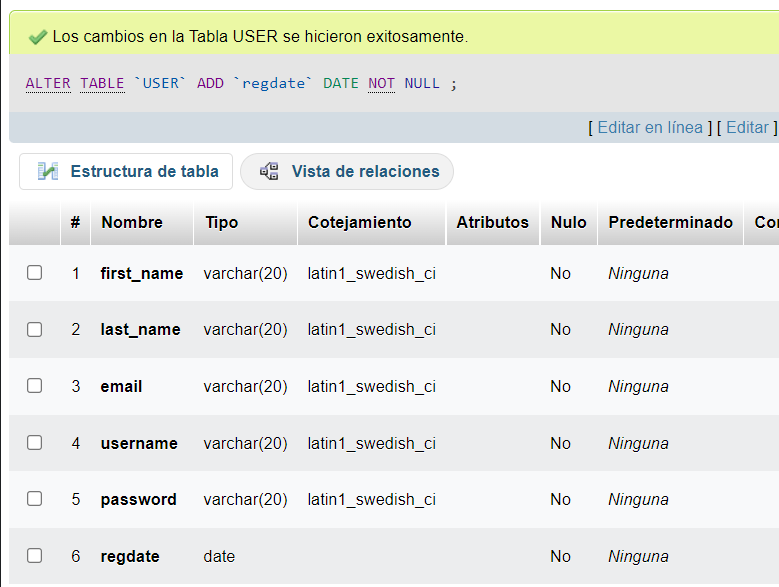 Los cambios en la Tabla USER se hicieron exitosamente.
ALTER TABLE `USER` ADD `regdate` DATE NOT NULL ;
[ Editar en línea ] [ Editar ]
Estructura de tabla Vista de relaciones
# Nombre Tipo Cotejamiento Atributos Nulo Predeterminado
1 first_name varchar(20) latin1_swedish_ci No Ninguna
2 last_name varchar(20) latin1_swedish_ci No Ninguna
3 email varchar(20) latin1_swedish_ci No Ninguna
4 username varchar(20) latin1_swedish_ci No Ninguna
5 password varchar(20) latin1_swedish_ci No Ninguna
6 regdate date No Ninguna